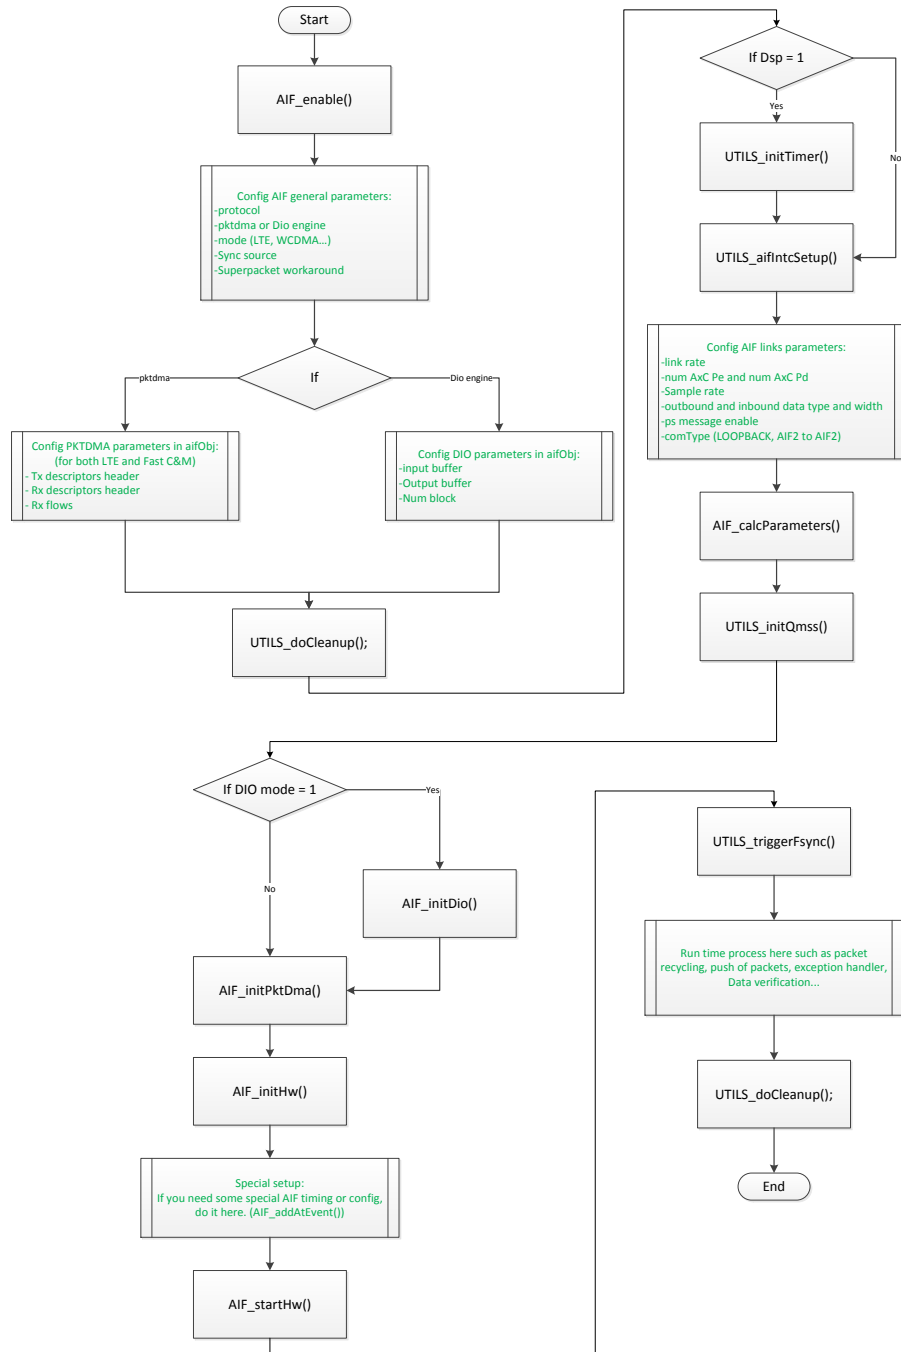 Start
AIF_enable()
Config AIF general parameters:
-protocol
-pktdma or Dio engine
-mode (LTE, WCDMA...)
-Sync source
-Superpacket workaround
If
pktdma
Dio engine
Config PKTDMA parameters in aifObj:
(for both LTE and Fast C&M)
- Tx descriptors header
- Rx descriptors header
- Rx flows
Config DIO parameters in aifObj:
-input buffer
-Output buffer
-Num block
UTILS_doCleanup();
If Dsp = 1
Yes
No
UTILS_initTimer()
UTILS_aifIntcSetup()
Config AIF links parameters:
-link rate
-num AxC Pe and num AxC Pd
-Sample rate
-outbound and inbound data type and width
-ps message enable
-comType (LOOPBACK, AIF2 to AIF2)
AIF_calcParameters()
UTILS_initQmss()
If DIO mode = 1
Yes
No
AIF_initDio()
AIF_initPktDma()
AIF_initHw()
Special setup:
If you need some special AIF timing or config,
do it here. (AIF_addAtEvent())
AIF_startHw()
UTILS_triggerFsync()
Run time process here such as packet
recycling, push of packets, exception handler,
Data verification...
UTILS_doCleanup();
End